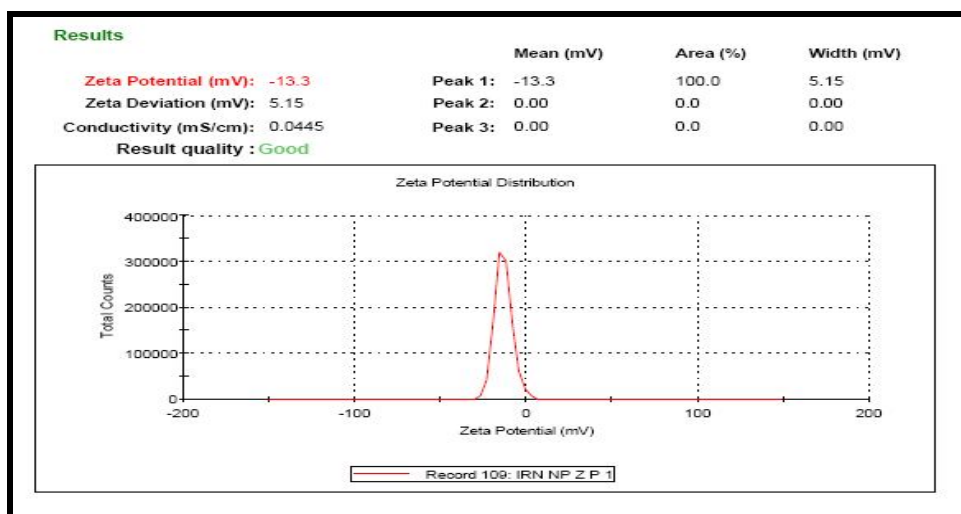 Results
Mean (mV) Area (%) Width (mV)
Zeta Potential (mV): -13.3 Peak 1: -13.3 100.0 5.15
Zeta Deviation (mV): 5.15 Peak 2: 0.00 0.0 0.00
Conductivity (mS/cm): 0.0445 Peak 3: 0.00 0.0 0.00
Result quality : Good
Zeta Potential Distribution
400000
300000
200000
100000
0
Total Counts
-200 -100 0 100 200
Zeta Potential (mV)
Record 109: IRN NP Z P 1